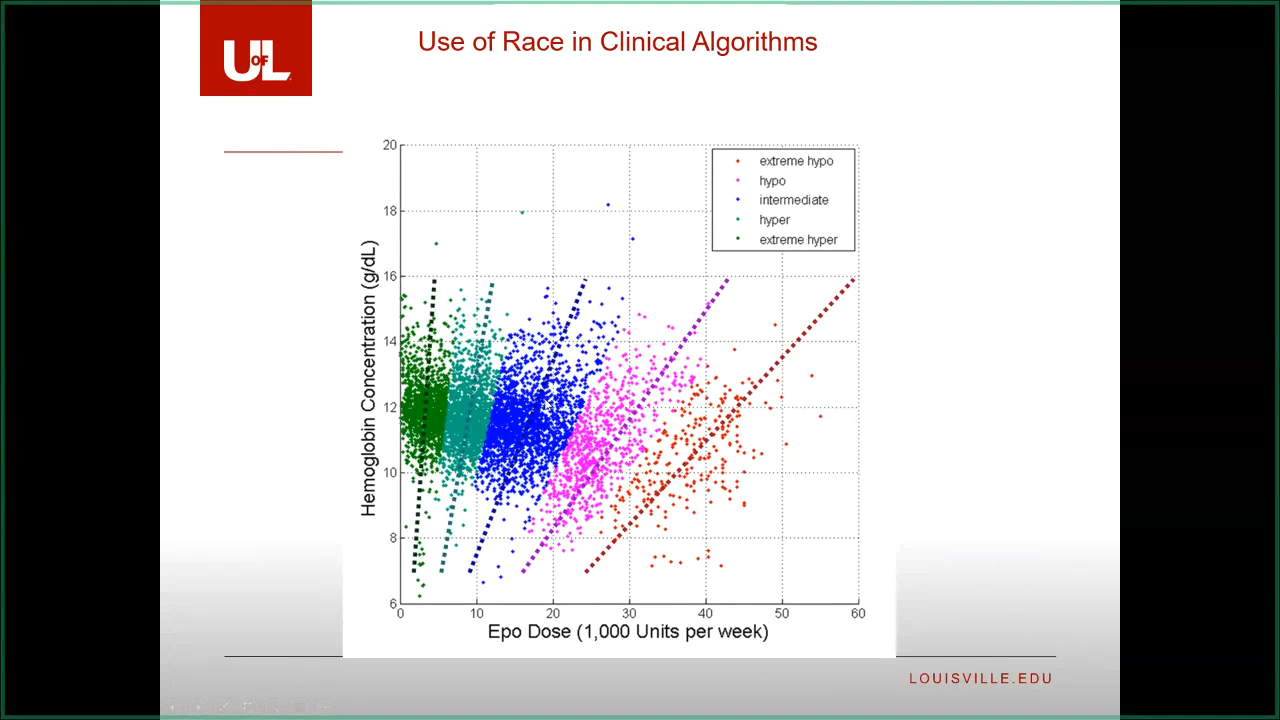 U OF L
Use of Race in Clinical Algorithms
20
18
16
14
12
10
8
6
Hemoglobin Concentration (g/dL)
extreme hypo
hypo
intermediate
hyper
extreme hyper
0 10 20 30 40 50 60
Epo Dose (1,000 Units per week)
LOUISVILLE.EDU